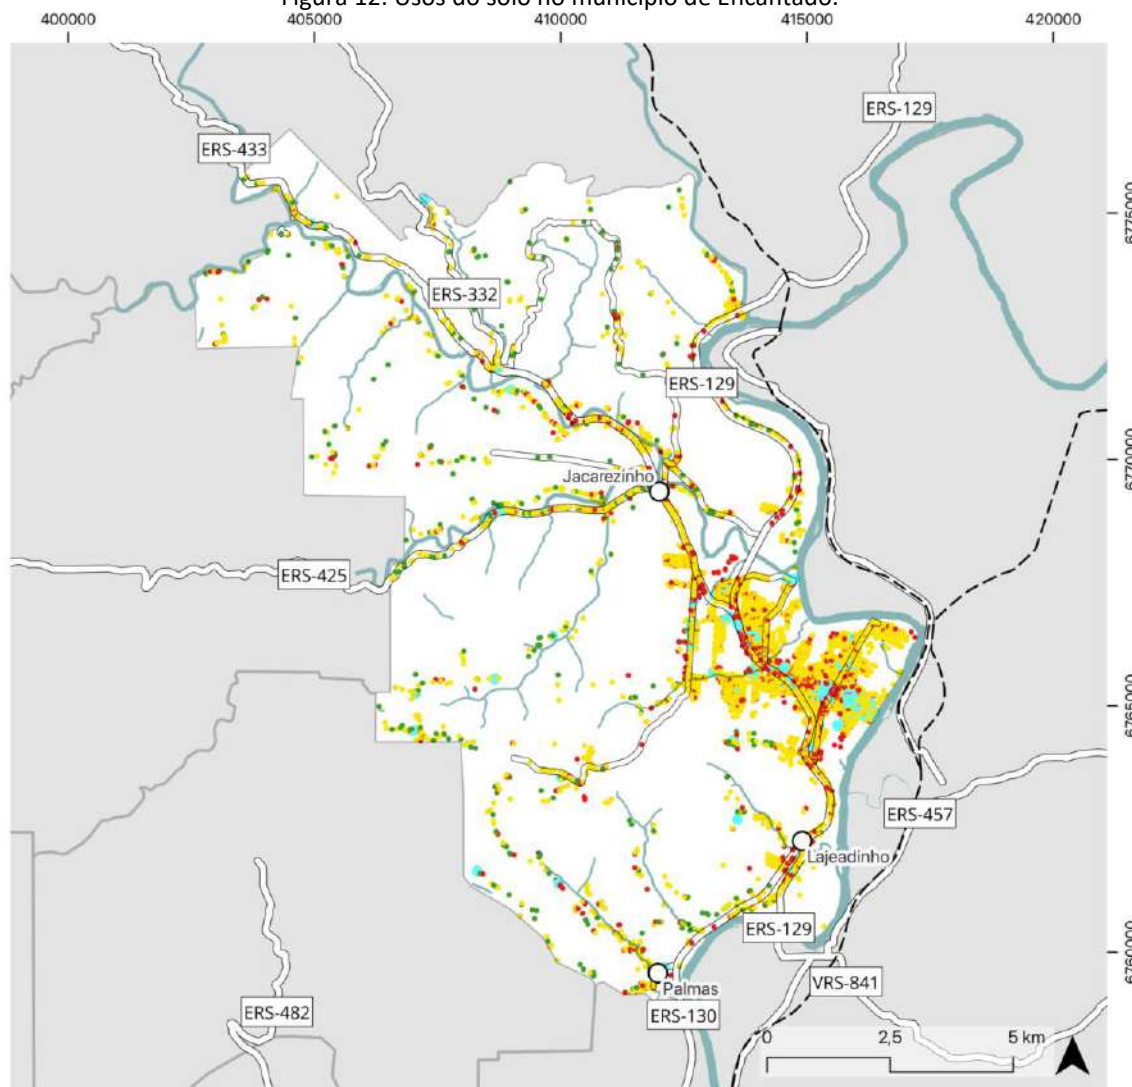 Figura 12: Usos do solo no município de Encantado.
400000 405000 410000 415000 420000
ERS-129
ERS-433
6775000
ERS-332
ERS-129
6770000
Jacarezinho
ERS-425
6765000
ERS-457
Lajeadinho
ERS-129
6760000
VRS-841
Palmas
ERS-482
ERS-130
0 2,5 5 km